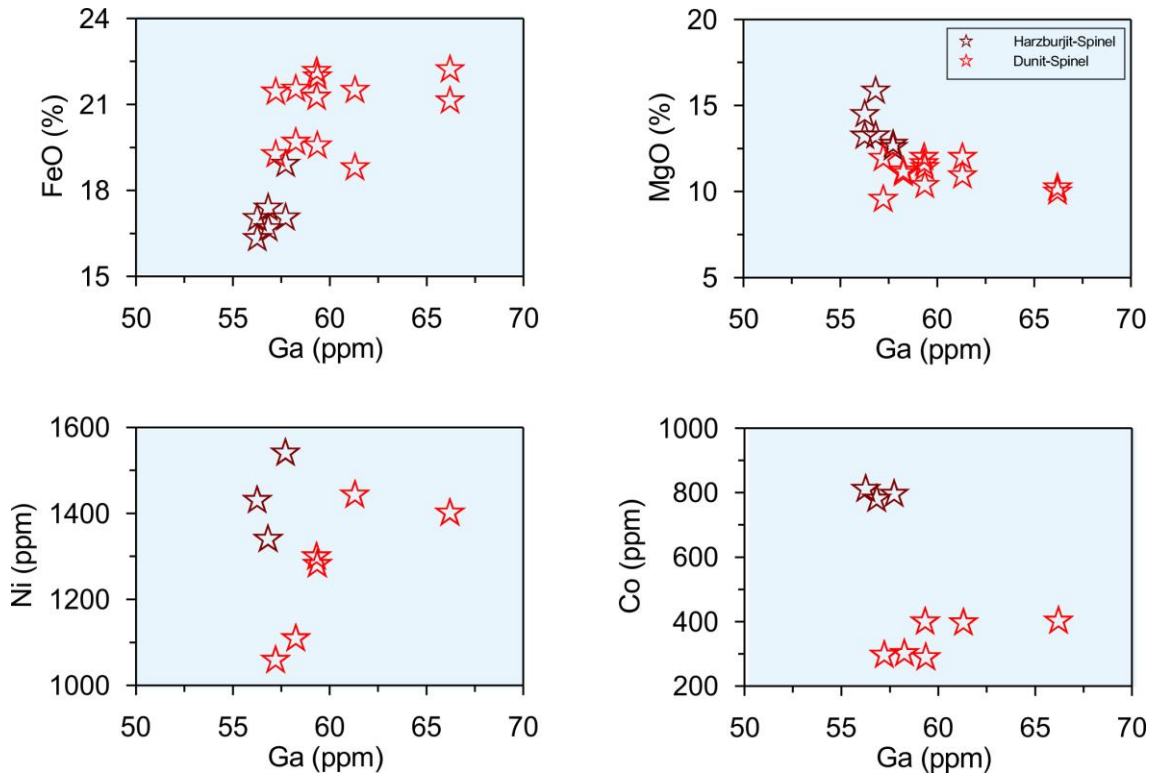 24
21
18
15
FeO (%)
50 55 60 65 70
Ga (ppm)
20
15
10
5
MgO (%)
Harzburjit-Spinel
Dunit-Spinel
50 55 60 65 70
Ga (ppm)
1600
1400
1200
1000
Ni (ppm)
50 55 60 65 70
Ga (ppm)
1000
800
600
400
200
Co (ppm)
50 55 60 65 70
Ga (ppm)